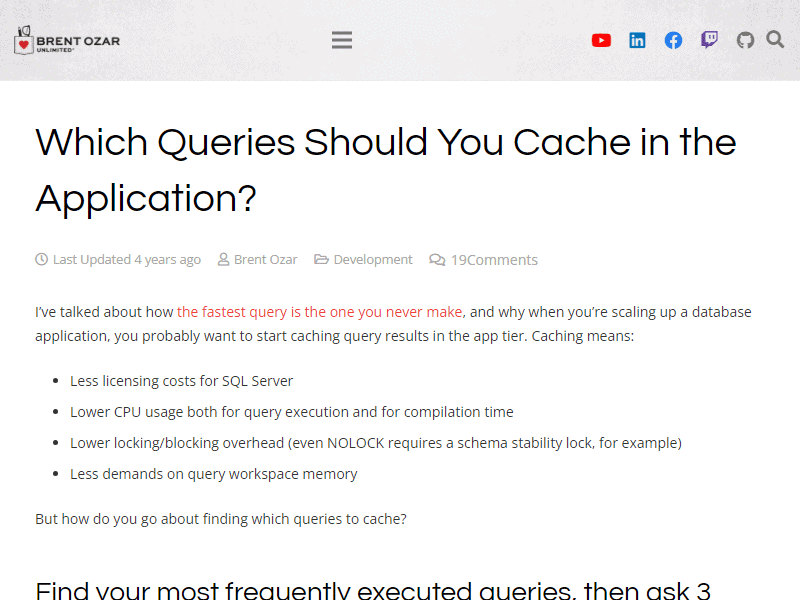 BRENT OZAR
UNLIMITED®
Which Queries Should You Cache in the
Application?
Last Updated 4 years ago Brent Ozar Development 19Comments
I've talked about how the fastest query is the one you never make, and why when you're scaling up a database
application, you probably want to start caching query results in the app tier. Caching means:
Less licensing costs for SQL Server
Lower CPU usage both for query execution and for compilation time
Lower locking/blocking overhead (even NOLOCK requires a schema stability lock, for example)
Less demands on query workspace memory
But how do you go about finding which queries to cache?
Find your most frequently executed queries, then ask 3